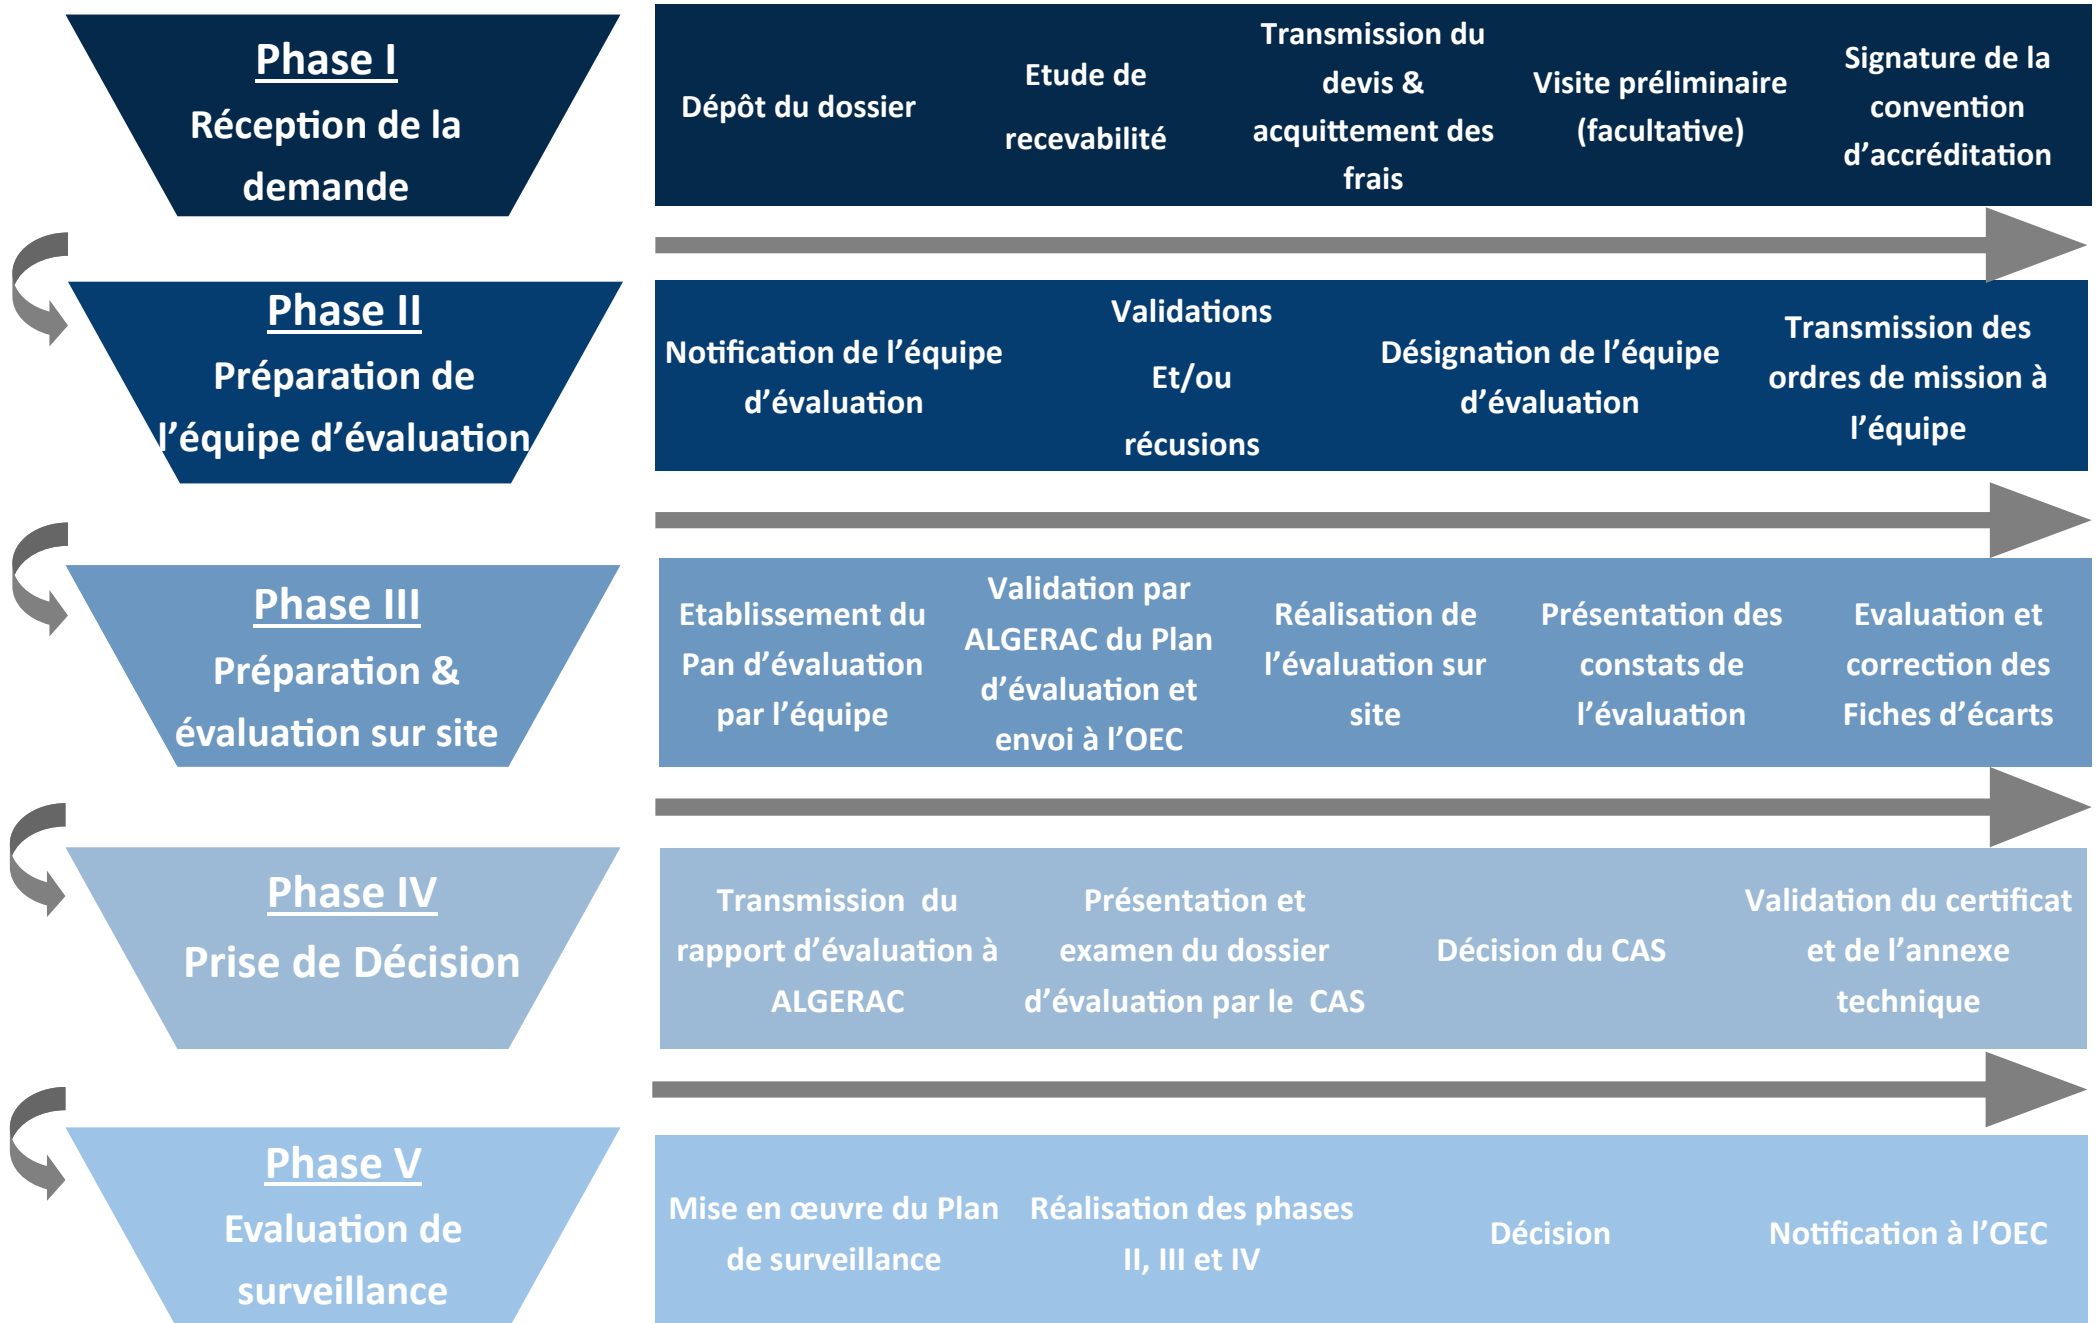 Phase I
Réception de la
demande
Dépôt du dossier
Etude de
recevabilité
Transmission du
devis &
acquittement des
frais
Visite préliminaire
(facultative)
Signature de la
convention
d’accréditation
Phase II
Préparation de
l’équipe d’évaluation
Notification de l’équipe
d’évaluation
Validations
Et/ou
récusions
Désignation de l’équipe
d’évaluation
Transmission des
ordres de mission à
l’équipe
Phase III
Préparation &
évaluation sur site
Etablissement du
Pan d’évaluation
par l’équipe
Validation par
ALGERAC du Plan
d’évaluation et
envoi à l’OEC
Réalisation de
l’évaluation sur
site
Présentation des
constats de
l’évaluation
Evaluation et
correction des
Fiches d’écarts
Phase IV
Prise de Décision
Transmission du
rapport d’évaluation à
ALGERAC
Présentation et
examen du dossier
d’évaluation par le CAS
Décision du CAS
Validation du certificat
et de l’annexe
technique
Phase V
Evaluation de
surveillance
Mise en œuvre du Plan
de surveillance
Réalisation des phases
II, III et IV
Décision
Notification à l’OEC